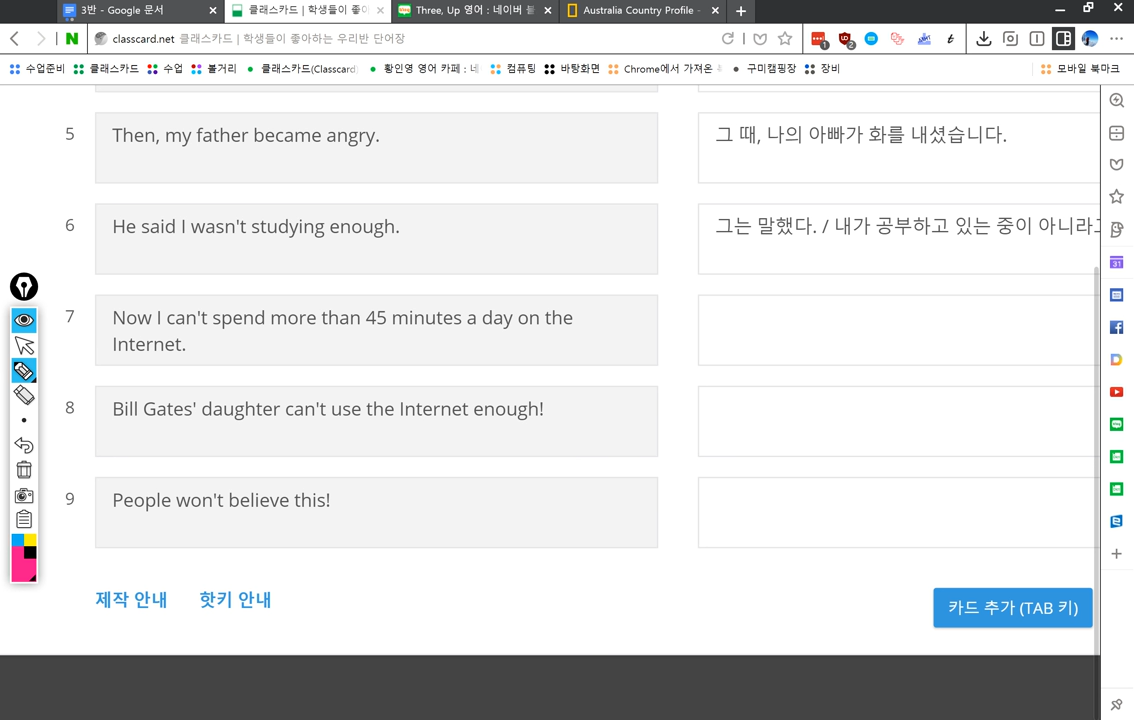 3반 - Google 문서
클래스카드 | 학생들이 좋아
Three, Up 영어 : 네이버 블
Australia Country Profile -
classcard.net 클래스카드 | 학생들이 좋아하는 우리반 단어장
수업준비 클래스카드 수업 볼거리 클래스카드(Classcard 황인영 영어 카페 : 네 컴퓨팅 바탕화면 Chrome에서 가져온 구미캠핑장 장비 모바일 북마크
5 Then, my father became angry. 그 때, 나의 아빠가 화를 내셨습니다.
6 He said I wasn't studying enough. 그는 말했다. / 내가 공부하고 있는 중이 아니라고
7 Now I can't spend more than 45 minutes a day on the
Internet.
8 Bill Gates' daughter can't use the Internet enough!
9 People won't believe this!
제작 안내 핫키 안내 카드 추가 (TAB 키)